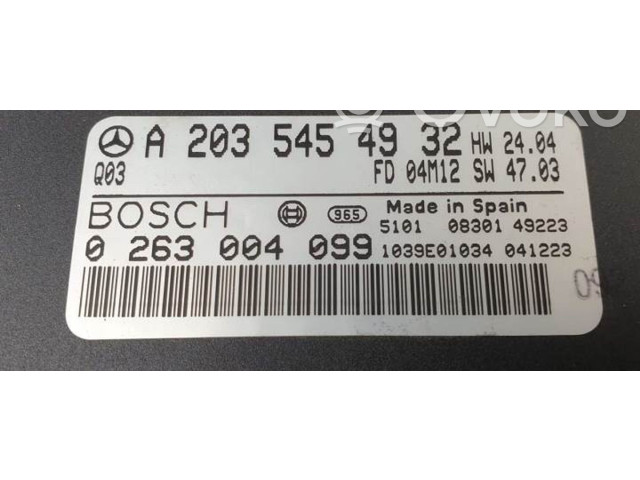 A 203 545 49 32 HW 24.04
Q03 FD 04M12 SW 47.03
BOSCH 965 Made in Spain
5101 08301 49223
0 263 004 099 1039E01034 041223